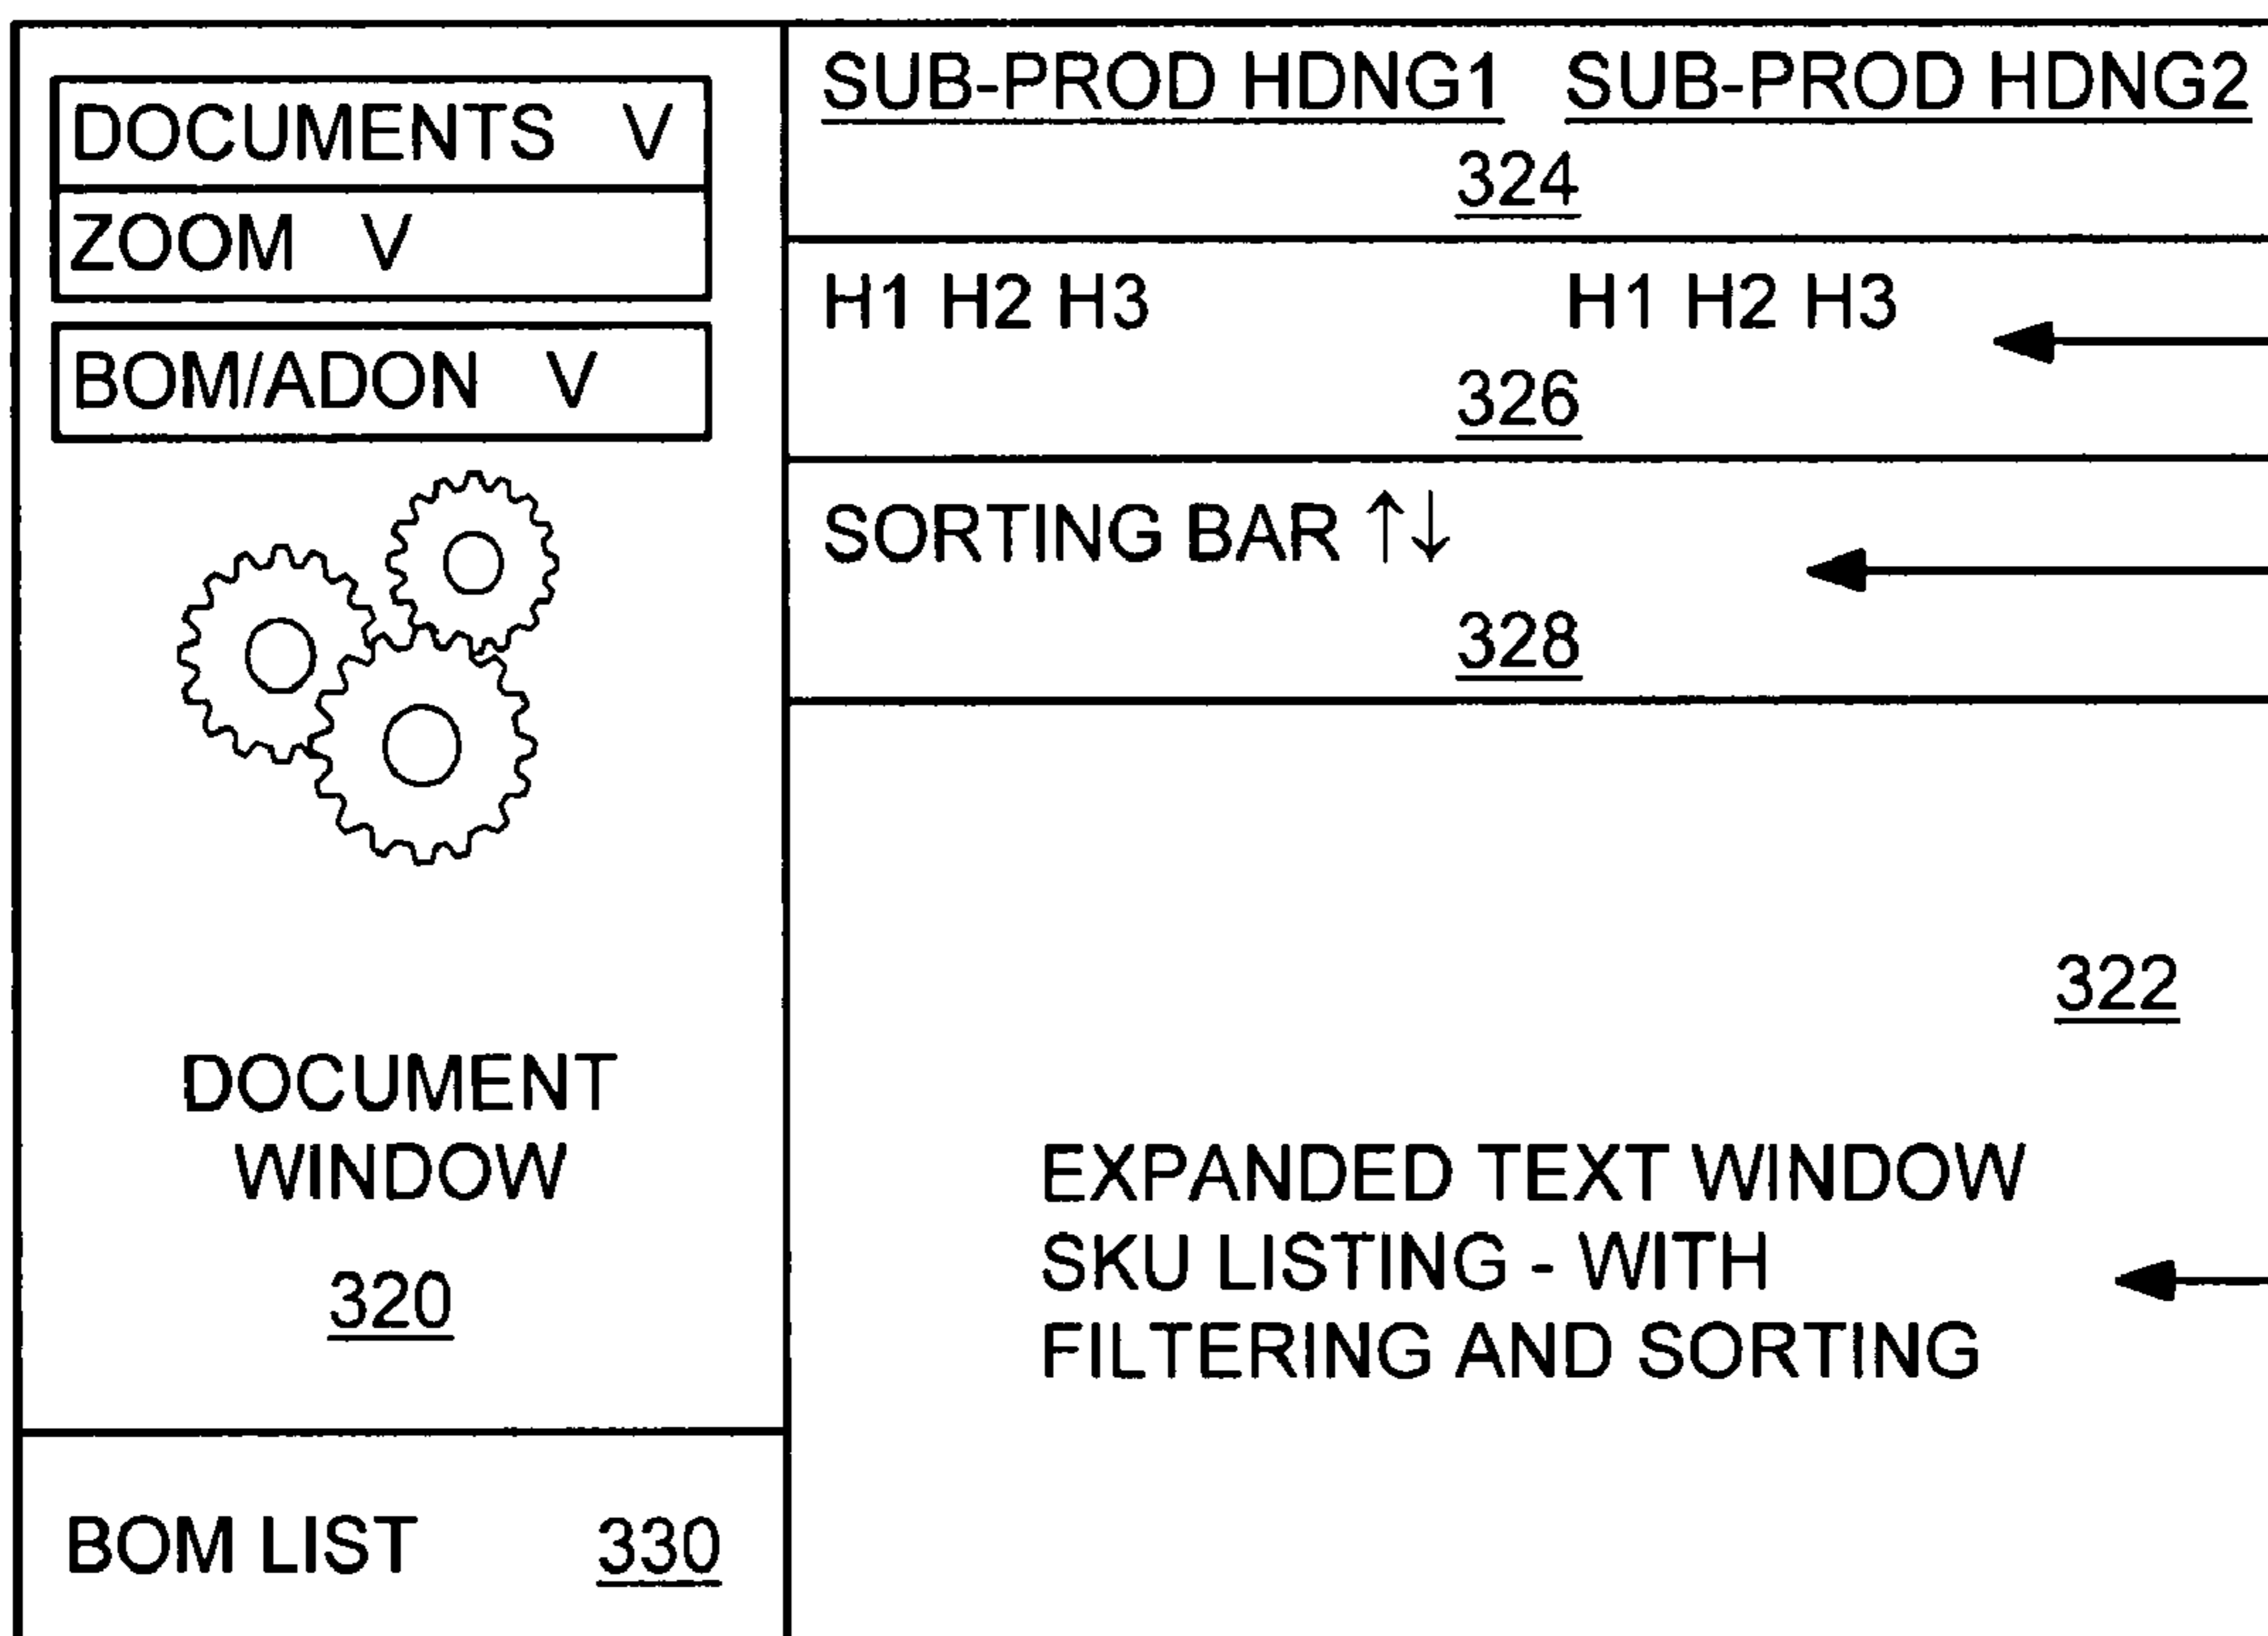 DOCUMENTS V
ZOOM V
BOM/ADON V
DOCUMENT
WINDOW
320
BOM LIST 330
SUB-PROD HDNG1 SUB-PROD HDNG2
324
H1 H2 H3 H1 H2 H3
326
SORTING BAR ↑↓
328
322
EXPANDED TEXT WINDOW
SKU LISTING - WITH
FILTERING AND SORTING